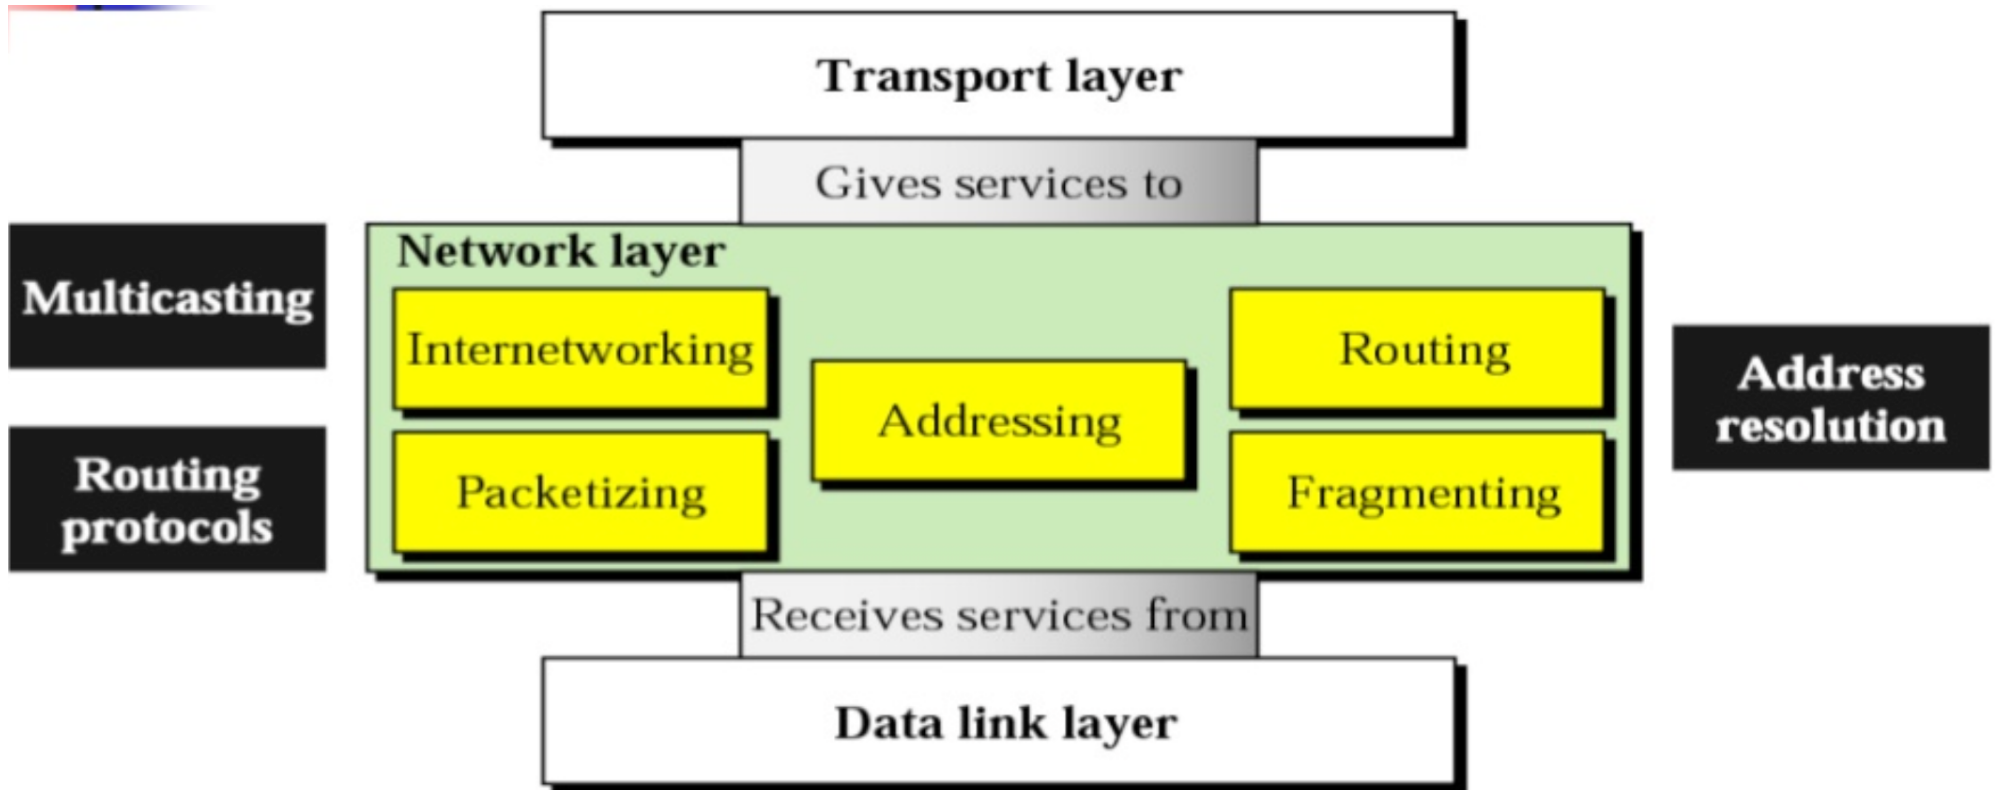 Transport layer
Gives services to
Network layer
Multicasting
Internetworking
Routing
Addressing
Address
resolution
Routing
protocols
Packetizing
Fragmenting
Receives services from
Data link layer